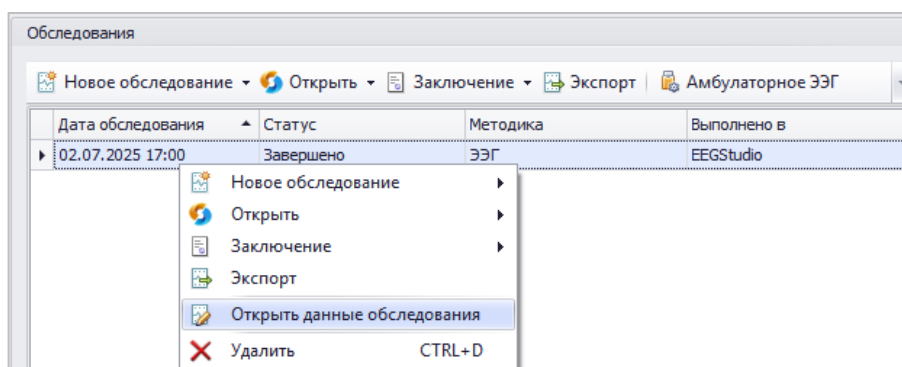 Обследования
Новое обследование Открыть Заключение Экспорт Амбулаторное ЭЭГ
Дата обследования Статус Методика Выполнено в
02.07.2025 17:00 Завершено ЭЭГ EEGStudio
Новое обследование
Открыть
Заключение
Экспорт
Открыть данные обследования
Удалить CTRL+D